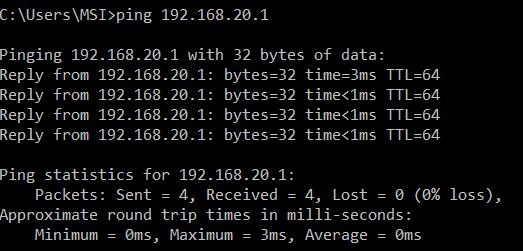 C:\Users\MSI>ping 192.168.20.1
Pinging 192.168.20.1 with 32 bytes of data:
Reply from 192.168.20.1: bytes=32 time=3ms TTL=64
Reply from 192.168.20.1: bytes=32 time<1ms TTL=64
Reply from 192.168.20.1: bytes=32 time<1ms TTL=64
Reply from 192.168.20.1: bytes=32 time<1ms TTL=64
Ping statistics for 192.168.20.1:
Packets: Sent = 4, Received = 4, Lost = 0 (0% loss),
Approximate round trip times in milli-seconds:
Minimum = 0ms, Maximum = 3ms, Average = 0ms